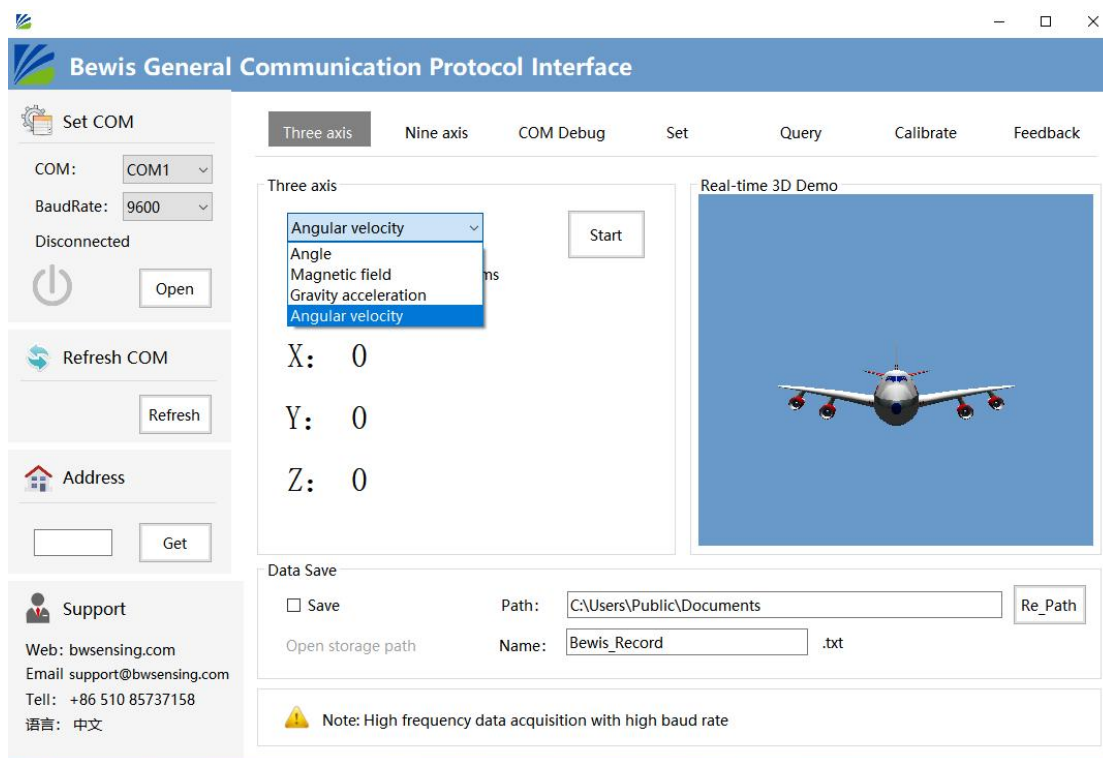 Bewis General Communication Protocol Interface
Set COM
COM: COM1
BaudRate: 9600
Disconnected
Open
Refresh COM
Refresh
Address
Get
Support
Web: bwsensing.com
Email support@bwsensing.com
Tell: +86 510 85737158
语言: 中文
Three axis Nine axis COM Debug Set Query Calibrate Feedback
Three axis
Angular velocity
Start
Angle
Magnetic field
ms
Gravity acceleration
Angular velocity
X: 0
Y: 0
Z: 0
Real-time 3D Demo
Data Save
Save Path: C:\Users\Public\Documents Re_Path
Open storage path Name: Bewis_Record .txt
Note: High frequency data acquisition with high baud rate